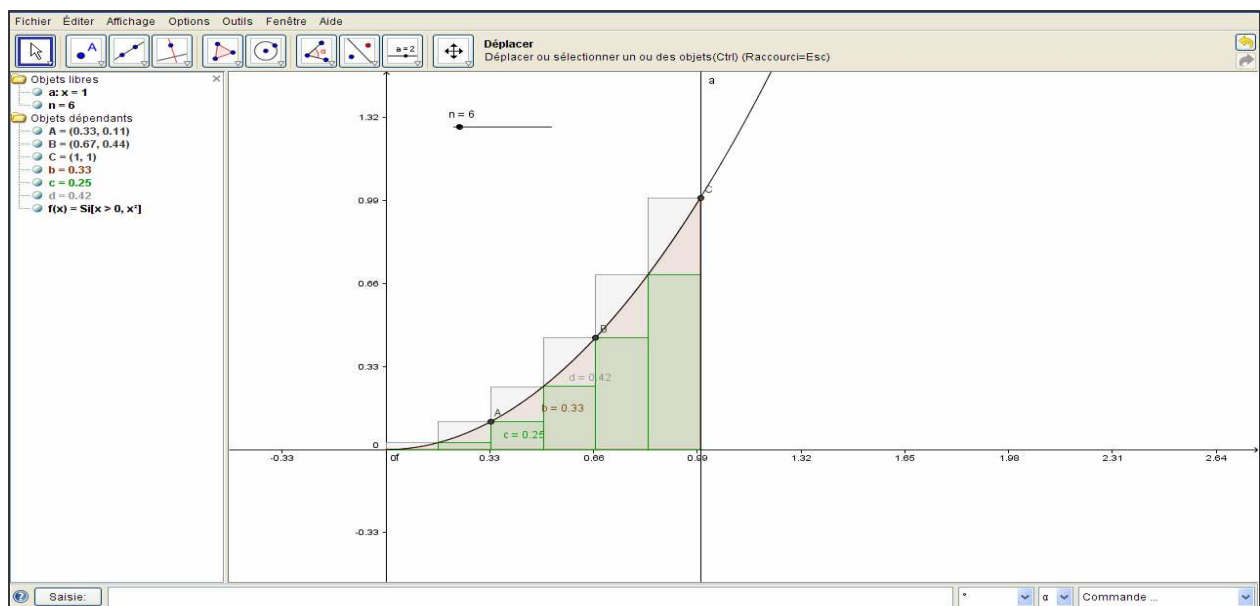 Fichier Éditer Affichage Options Outils Fenêtre Aide
A
α
a=2
Déplacer
Déplacer ou sélectionner un ou des objets(Ctrl) (Raccourci=Esc)
Objets libres
a: x = 1
n = 6
Objets dépendants
A = (0.33, 0.11)
B = (0.67, 0.44)
C = (1, 1)
b = 0.33
c = 0.25
d = 0.42
f(x) = Si[x > 0, x²]
a
n = 6
1.32
0.99
C
0.66
B
0.33
d = 0.42
A
b = 0.33
c = 0.25
0
-0.33 0f 0.33 0.66 0.99 1.32 1.65 1.98 2.31 2.64
-0.33
Saisie: ° α Commande ...